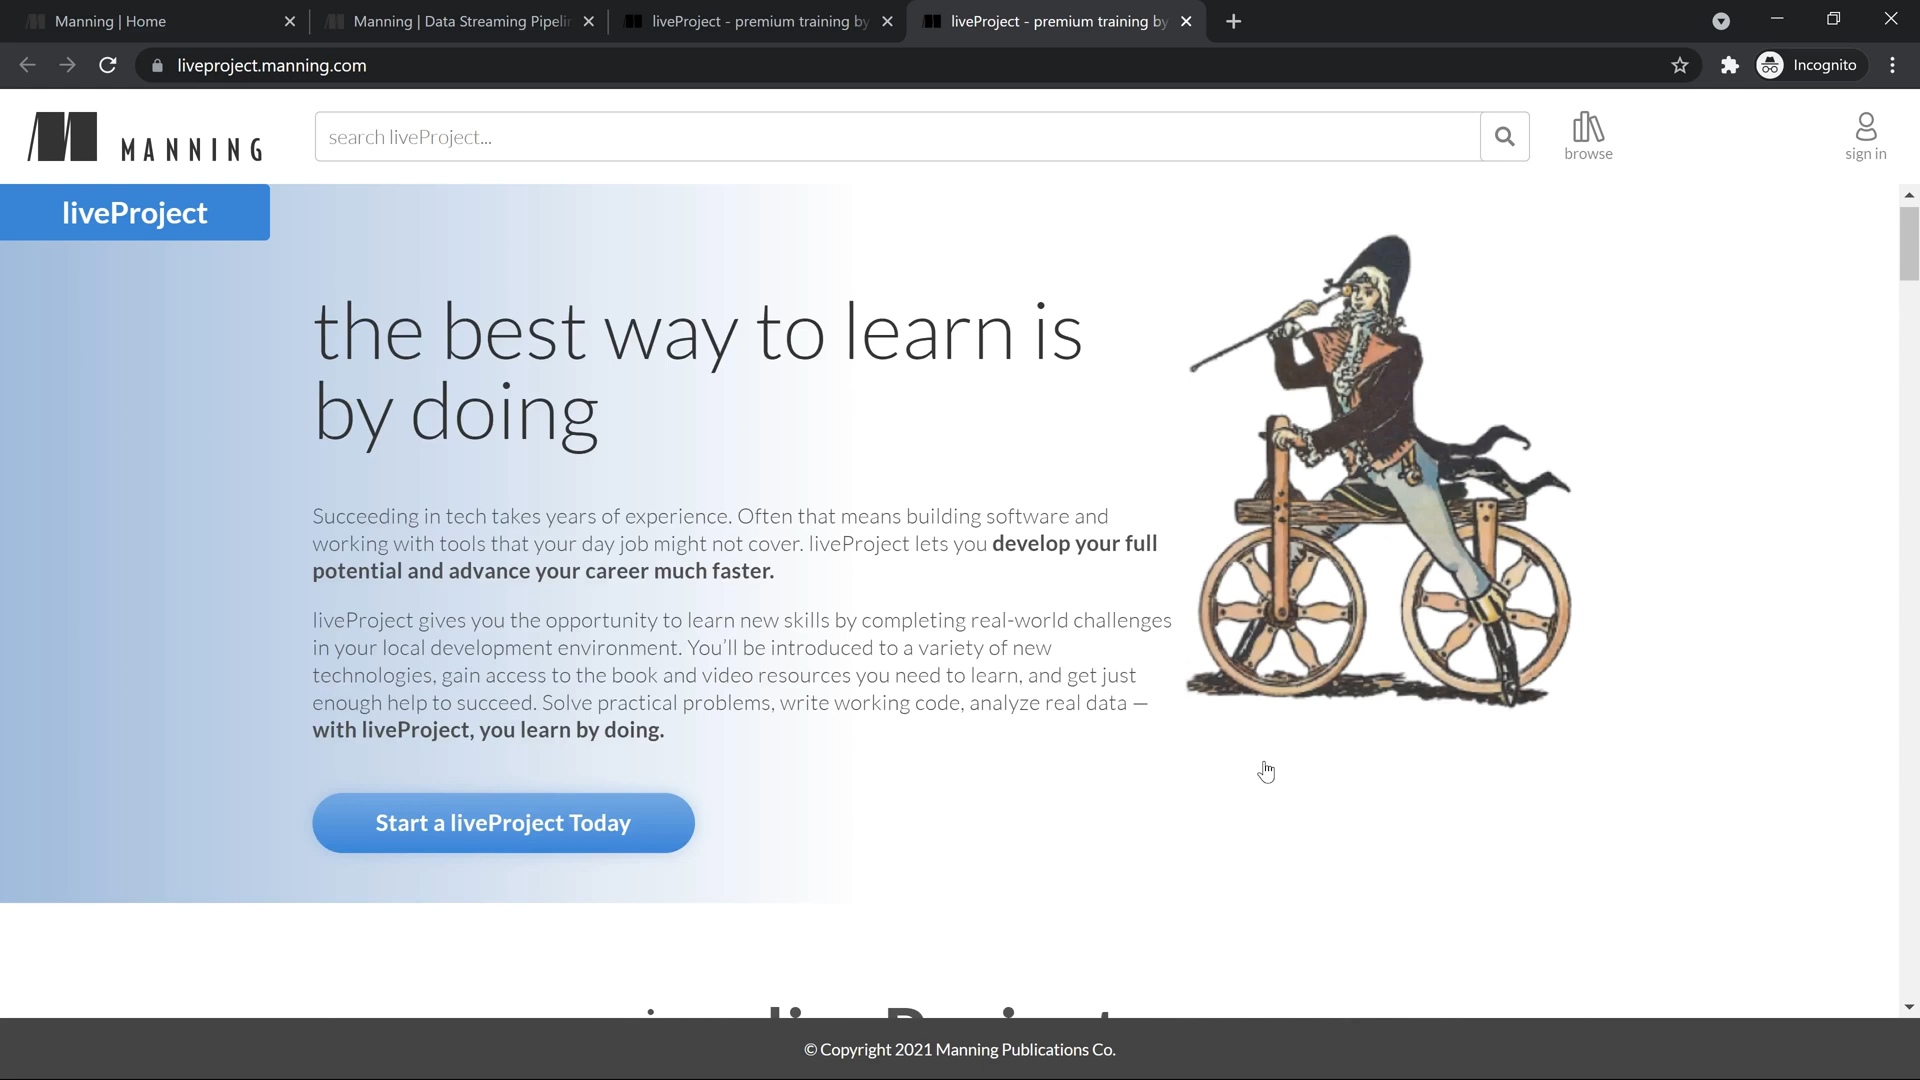 Manning | Home
Manning | Data Streaming Pipelin
liveProject - premium training by
liveProject - premium training by
liveproject.manning.com
Incognito
MANNING
search liveProject...
browse
sign in
liveProject
the best way to learn is
by doing
Succeeding in tech takes years of experience. Often that means building software and
working with tools that your day job might not cover. liveProject lets you develop your full
potential and advance your career much faster.
liveProject gives you the opportunity to learn new skills by completing real-world challenges
in your local development environment. You'll be introduced to a variety of new
technologies, gain access to the book and video resources you need to learn, and get just
enough help to succeed. Solve practical problems, write working code, analyze real data —
with liveProject, you learn by doing.
Start a liveProject Today
liveProject
© Copyright 2021 Manning Publications Co.